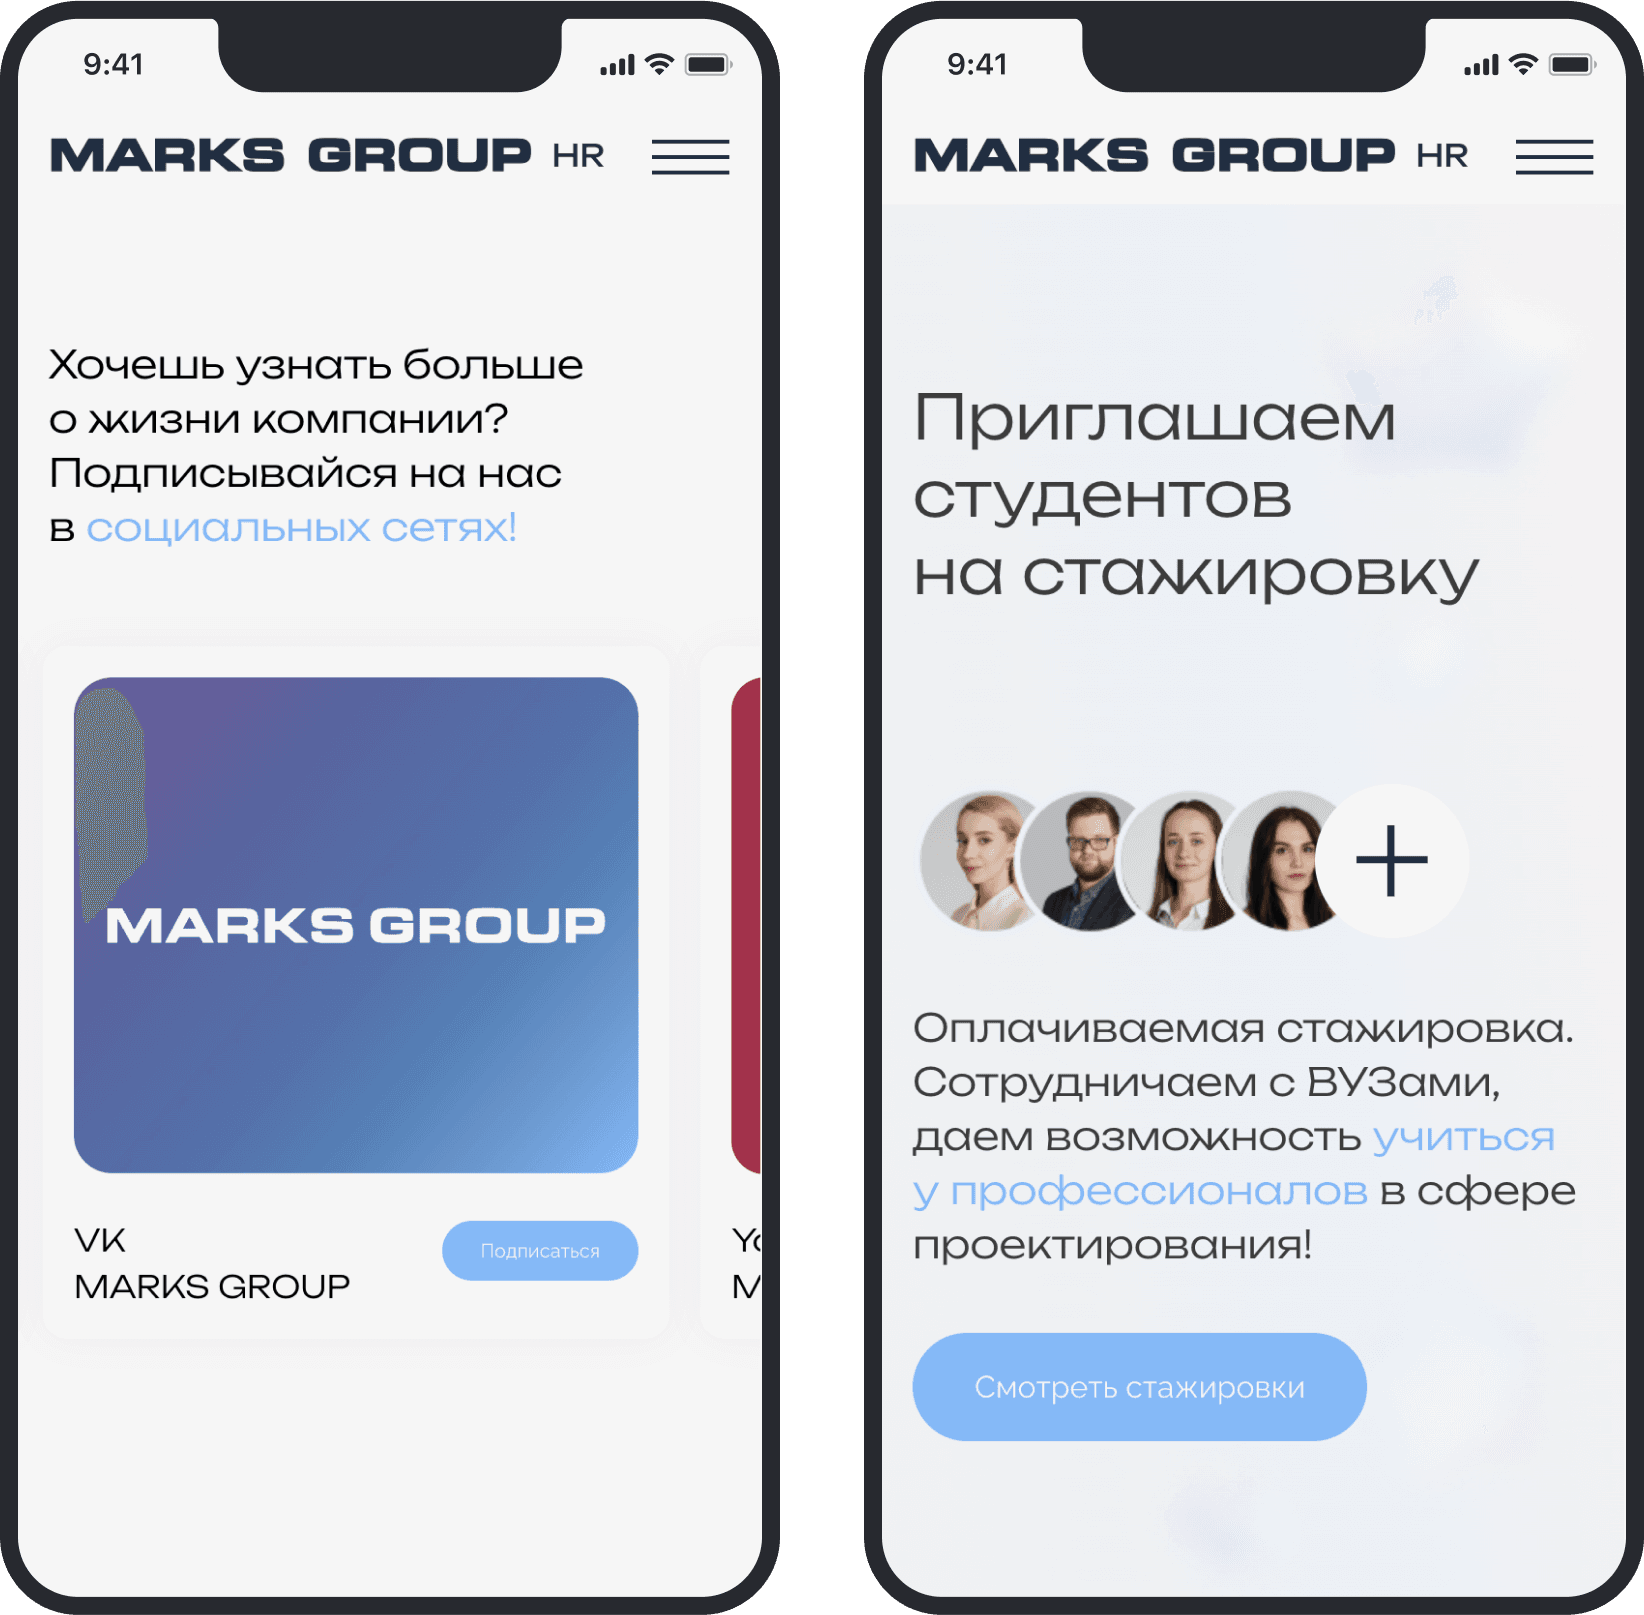 9:41
MARKS GROUP HR
Хочешь узнать больше
о жизни компании?
Подписывайся на нас
в социальных сетях!
MARKS GROUP
VK
MARKS GROUP
Подписаться
9:41
MARKS GROUP HR
Приглашаем
студентов
на стажировку
Оплачиваемая стажировка.
Сотрудничаем с ВУЗами,
даем возможность учиться
у профессионалов в сфере
проектирования!
Смотреть стажировки